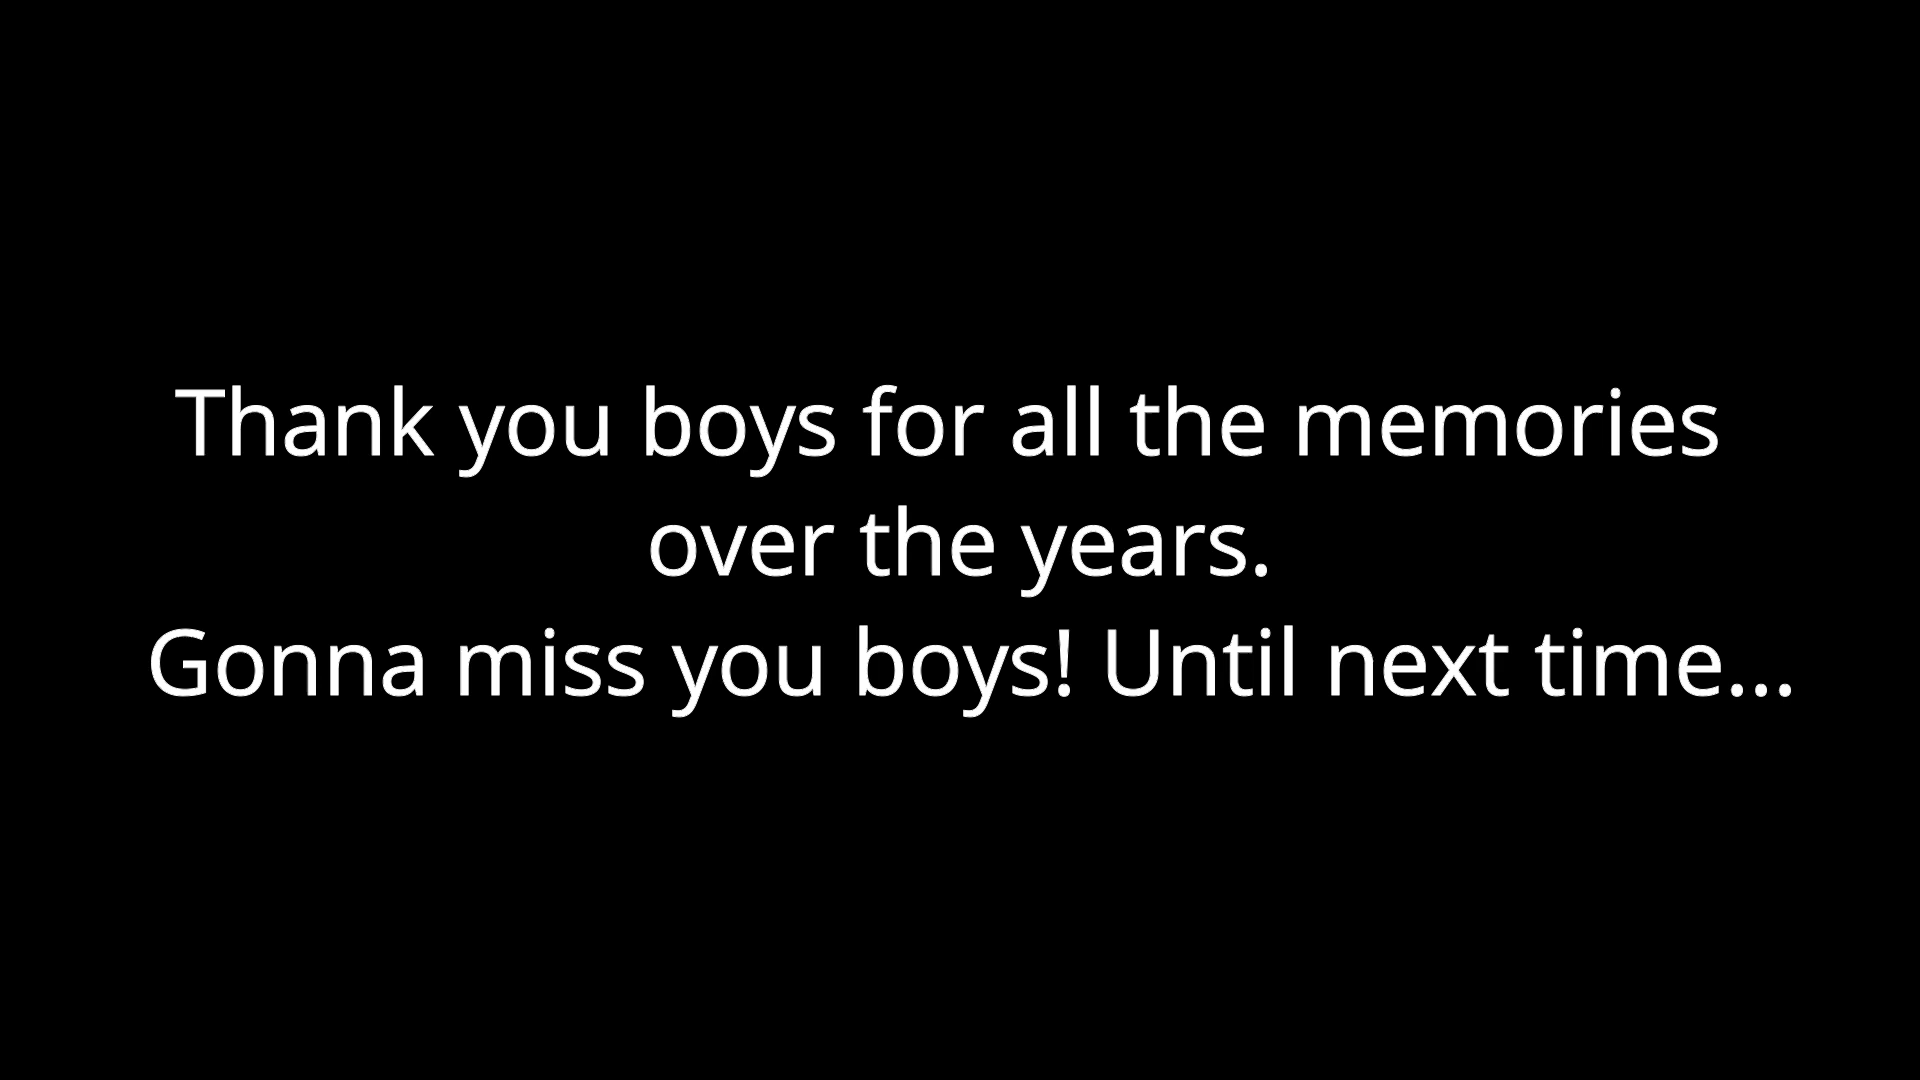 Thank you boys for all the memories
over the years.
Gonna miss you boys! Until next time...